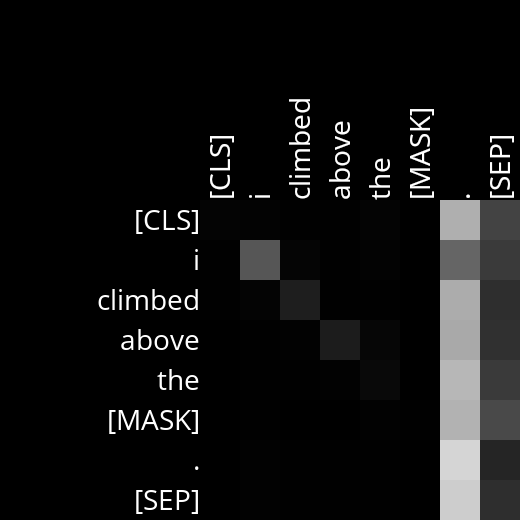 [CLS] i climbed above the [MASK] . [SEP]
[CLS]
i
climbed
above
the
[MASK]
.
[SEP]